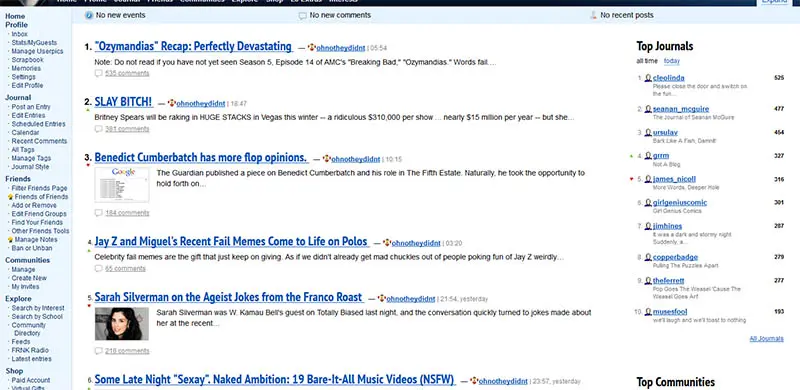 Home Profile Journal Friends Communities Explore Shop LJ Extras Interests
Expand
Home
Profile
Inbox
Stats/MyGuests
Manage Userpics
Scrapbook
Memories
Settings
Edit Profile
Journal
Post an Entry
Edit Entries
Scheduled Entries
Calendar
Recent Comments
All Tags
Manage Tags
Journal Style
Friends
Filter Friends Page
Friends of Friends
Add or Remove
Edit Friend Groups
Find Your Friends
Other Friends Tools
Manage Notes
Ban or Unban
Communities
Manage
Create New
My Invites
Explore
Search by Interest
Search by School
Community
Directory
Feeds
FRNK Radio
Latest entries
Shop
Paid Account
Virtual Gifts
No new events
No new comments
No recent posts
1. "Ozymandias" Recap: Perfectly Devastating — ohnotheydidnt | 05:54
Note: Do not read if you have not yet seen Season 5, Episode 14 of AMC's "Breaking Bad," "Ozymandias." Words fail....
535 comments
2. SLAY BITCH! — ohnotheydidnt | 18:47
Britney Spears will be raking in HUGE STACKS in Vegas this winter -- a ridiculous $310,000 per show ... nearly $15 million per year -- but she...
381 comments
3. Benedict Cumberbatch has more flop opinions. — ohnotheydidnt | 10:15
Google
The Guardian published a piece on Benedict Cumberbatch and his role in The Fifth Estate. Naturally, he took the opportunity to
hold forth on...
184 comments
4. Jay Z and Miguel's Recent Fail Memes Come to Life on Polos — ohnotheydidnt | 03:20
Celebrity fail memes are the gift that just keep on giving. As if we didn't already get mad chuckles out of people poking fun of Jay Z weirdly...
65 comments
5. Sarah Silverman on the Ageist Jokes from the Franco Roast — ohnotheydidnt | 21:54, yesterday
Sarah Silverman was W. Kamau Bell's guest on Totally Biased last night, and the conversation quickly turned to jokes made about
her at the recent...
216 comments
6. Some Late Night "Sexay". Naked Ambition: 19 Bare-It-All Music Videos (NSFW) — ohnotheydidnt | 23:57, yesterday
Top Journals
all time today
1. cleolinda 525
Please close the door and switch on
the fun...
2. seanan_mcguire 477
The Journal of Seanan McGuire
3. ursulav 454
Bark Like A Fish, Damnit!
4. grrm 327
Not A Blog
5. james_nicoll 316
More Words, Deeper Hole
6. girlgeniuscomic 301
Girl Genius Comics
7. jimhines 287
It was a dark and stormy night.
Suddenly, a...
8. copperbadge 279
Pulling The Puzzles Apart
9. theferrett 277
Pop Goes The Weasel 'Cause The
Weasel Goes Arf
10. musesfool 193
we'll laugh and we'll toast to nothing
All Journals
Top Communities